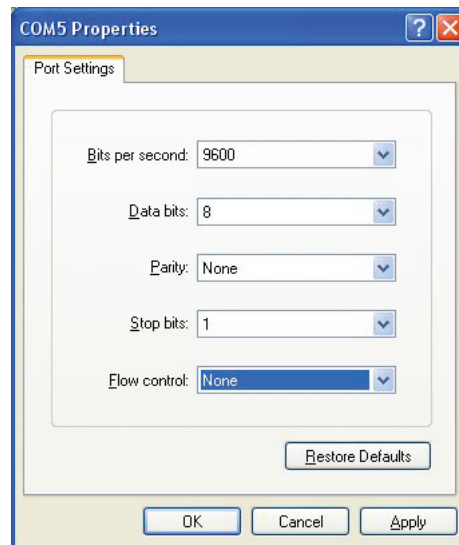 COM5 Properties
Port Settings
Bits per second: 9600
Data bits: 8
Parity: None
Stop bits: 1
Flow control: None
Restore Defaults
OK Cancel Apply